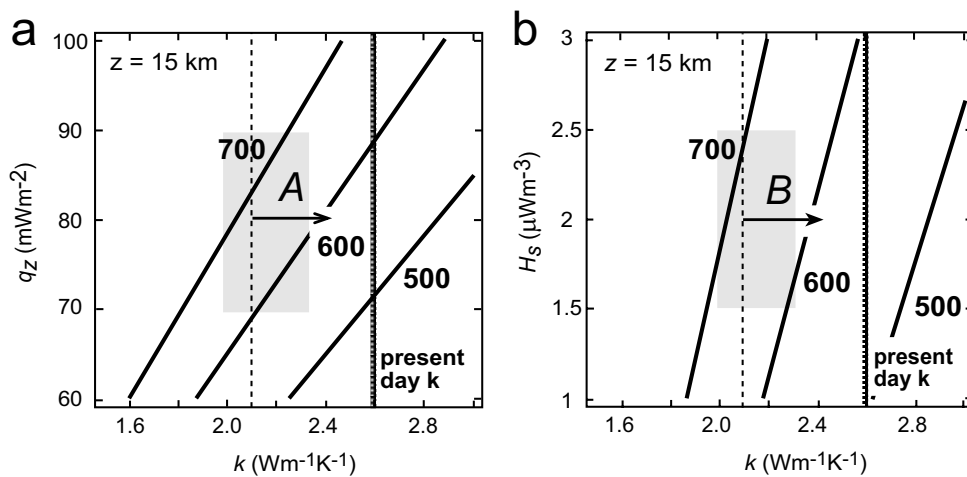 a
z = 15 km
100
90
80
70
60
qz (mWm-2)
700
A
600
500
present
day k
1.6
2.0
2.4
2.8
k (Wm-1K-1)
b
z = 15 km
3
2.5
2
1.5
1
Hs (µWm-3)
700
B
600
500
present
day k
1.6
2.0
2.4
2.8
k (Wm-1K-1)